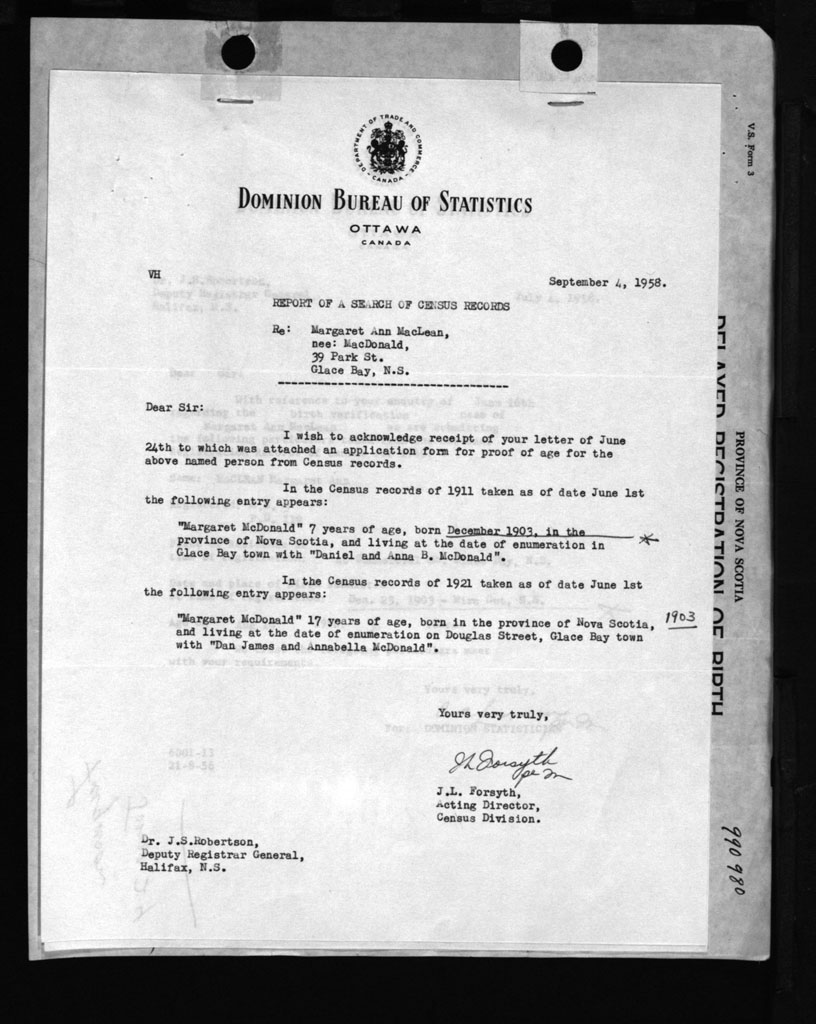 DEPARTMENT OF TRADE AND COMMERCE
- CANADA -
DOMINION BUREAU OF STATISTICS
OTTAWA
CANADA
VH
September 4, 1958.
REPORT OF A SEARCH OF CENSUS RECORDS
Re: Margaret Ann MacLean,
nee: MacDonald,
39 Park St.
Glace Bay, N.S.
Dear Sir:
I wish to acknowledge receipt of your letter of June
24th to which was attached an application form for proof of age for the
above named person from Census records.
In the Census records of 1911 taken as of date June 1st
the following entry appears:
"Margaret McDonald" 7 years of age, born December 1903, in the
province of Nova Scotia, and living at the date of enumeration in
Glace Bay town with "Daniel and Anna B. McDonald".
In the Census records of 1921 taken as of date June 1st
the following entry appears:
"Margaret McDonald" 17 years of age, born in the province of Nova Scotia, 1903
and living at the date of enumeration on Douglas Street, Glace Bay town
with "Dan James and Annabella McDonald".
Yours very truly,
J L Forsyth
J.L. Forsyth,
Acting Director,
Census Division.
Dr. J.S.Robertson,
Deputy Registrar General,
Halifax, N.S.
V.S. Form 3
PROVINCE OF NOVA SCOTIA
DELAYED REGISTRATION OF BIRTH
990 980